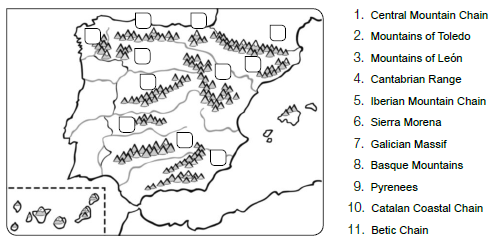 1. Central Mountain Chain
2. Mountains of Toledo
3. Mountains of León
4. Cantabrian Range
5. Iberian Mountain Chain
6. Sierra Morena
7. Galician Massif
8. Basque Mountains
9. Pyrenees
10. Catalan Coastal Chain
11. Betic Chain